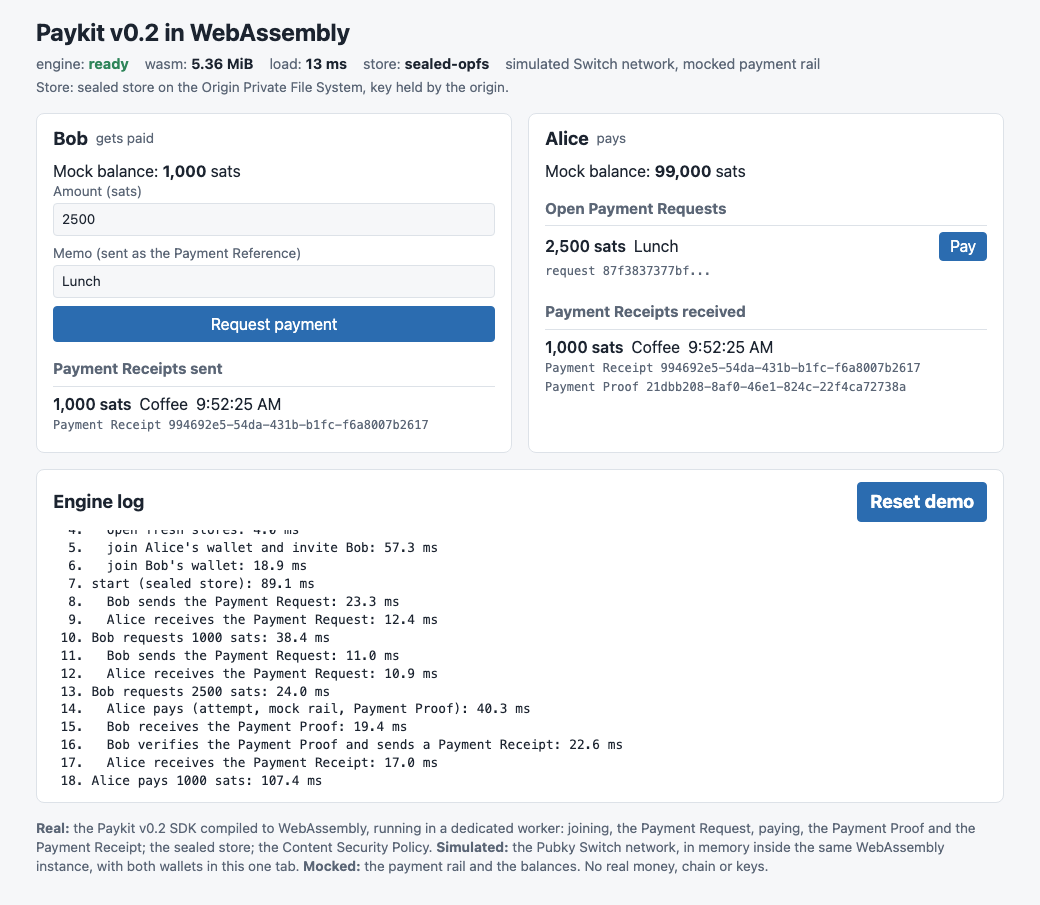 Paykit v0.2 in WebAssembly
engine: ready wasm: 5.36 MiB load: 13 ms store: sealed-opfs simulated Switch network, mocked payment rail
Store: sealed store on the Origin Private File System, key held by the origin.
Bob gets paid
Mock balance: 1,000 sats
Amount (sats)
2500
Memo (sent as the Payment Reference)
Lunch
Request payment
Payment Receipts sent
1,000 sats Coffee 9:52:25 AM
Payment Receipt 994692e5-54da-431b-b1fc-f6a8007b2617
Alice pays
Mock balance: 99,000 sats
Open Payment Requests
2,500 sats Lunch
Pay
request 87f3837377bf...
Payment Receipts received
1,000 sats Coffee 9:52:25 AM
Payment Receipt 994692e5-54da-431b-b1fc-f6a8007b2617
Payment Proof 21dbb208-8af0-46e1-824c-22f4ca72738a
Engine log
Reset demo
4. open fresh stores: 4.0 ms
5. join Alice's wallet and invite Bob: 57.3 ms
6. join Bob's wallet: 18.9 ms
7. start (sealed store): 89.1 ms
8. Bob sends the Payment Request: 23.3 ms
9. Alice receives the Payment Request: 12.4 ms
10. Bob requests 1000 sats: 38.4 ms
11. Bob sends the Payment Request: 11.0 ms
12. Alice receives the Payment Request: 10.9 ms
13. Bob requests 2500 sats: 24.0 ms
14. Alice pays (attempt, mock rail, Payment Proof): 40.3 ms
15. Bob receives the Payment Proof: 19.4 ms
16. Bob verifies the Payment Proof and sends a Payment Receipt: 22.6 ms
17. Alice receives the Payment Receipt: 17.0 ms
18. Alice pays 1000 sats: 107.4 ms
Real: the Paykit v0.2 SDK compiled to WebAssembly, running in a dedicated worker: joining, the Payment Request, paying, the Payment Proof and the
Payment Receipt; the sealed store; the Content Security Policy. Simulated: the Pubky Switch network, in memory inside the same WebAssembly
instance, with both wallets in this one tab. Mocked: the payment rail and the balances. No real money, chain or keys.